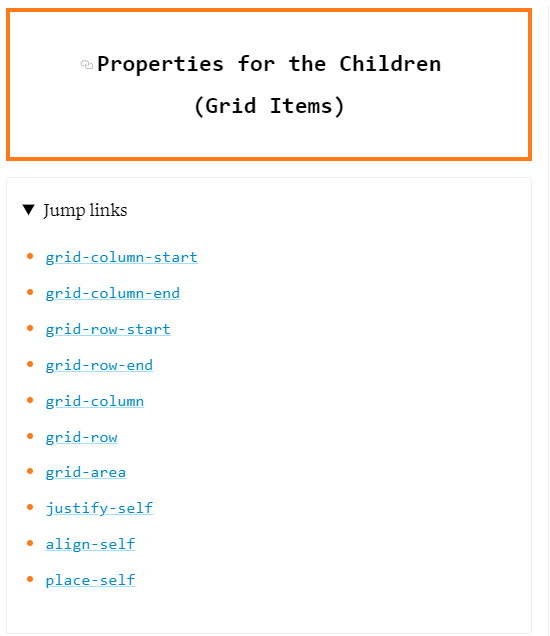 Properties for the Children
(Grid Items)
Jump links
grid-column-start
grid-column-end
grid-row-start
grid-row-end
grid-column
grid-row
grid-area
justify-self
align-self
place-self